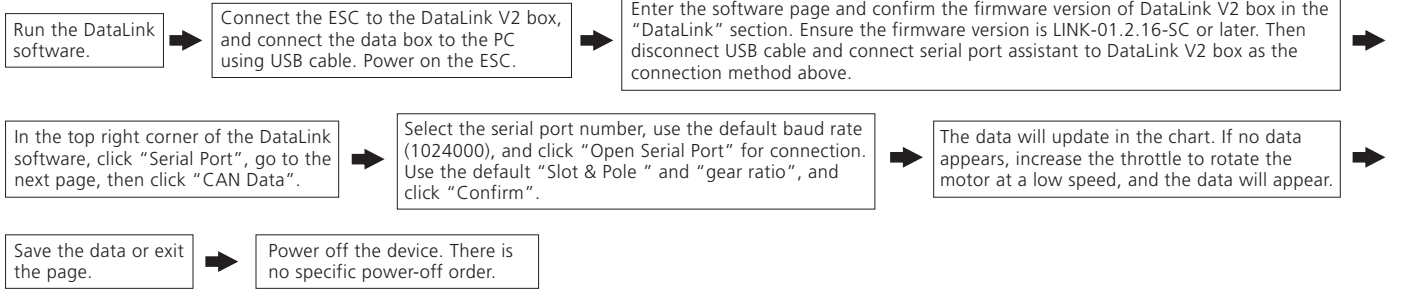 Run the DataLink
software.
Connect the ESC to the DataLink V2 box,
and connect the data box to the PC
using USB cable. Power on the ESC.
Enter the software page and confirm the firmware version of DataLink V2 box in the
“DataLink” section. Ensure the firmware version is LINK-01.2.16-SC or later. Then
disconnect USB cable and connect serial port assistant to DataLink V2 box as the
connection method above.
In the top right corner of the DataLink
software, click “Serial Port”, go to the
next page, then click “CAN Data”.
Select the serial port number, use the default baud rate
(1024000), and click “Open Serial Port” for connection.
Use the default “Slot & Pole ” and “gear ratio”, and
click “Confirm”.
The data will update in the chart. If no data
appears, increase the throttle to rotate the
motor at a low speed, and the data will appear.
Save the data or exit
the page.
Power off the device. There is
no specific power-off order.